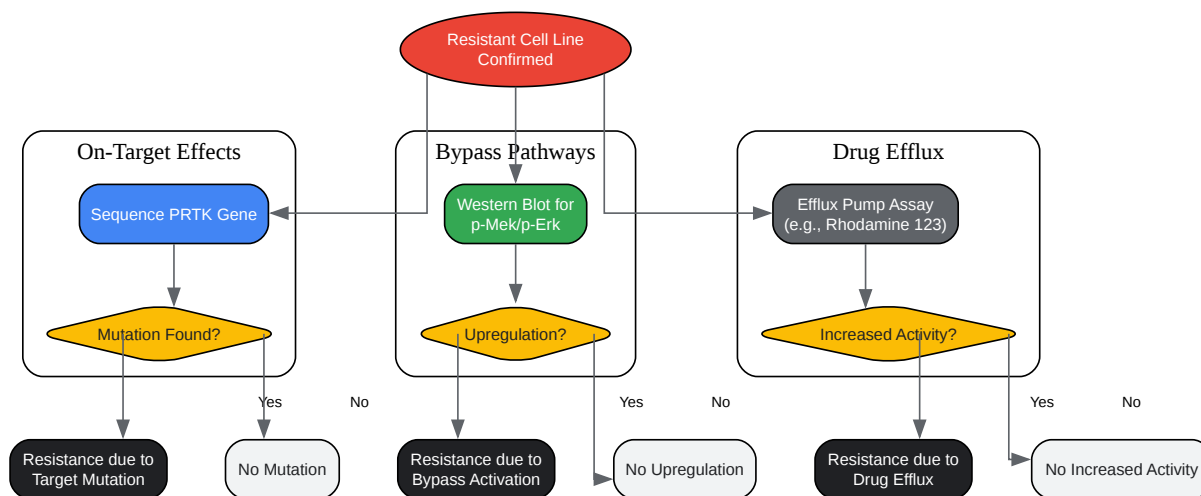 Resistant Cell Line
Confirmed
On-Target Effects
Bypass Pathways
Drug Efflux
Sequence PRTK Gene
Western Blot for
p-Mek/p-Erk
Efflux Pump Assay
(e.g., Rhodamine 123)
Mutation Found?
Upregulation?
Increased Activity?
Yes
No
Yes
No
Yes
No
Resistance due to
Target Mutation
No Mutation
Resistance due to
Bypass Activation
No Upregulation
Resistance due to
Drug Efflux
No Increased Activity